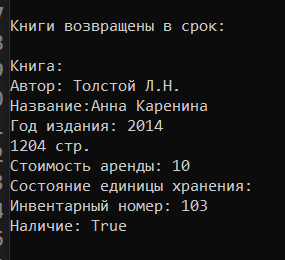 Книги возвращены в срок:
Книга:
Автор: Толстой Л.Н.
Название:Анна Каренина
Год издания: 2014
1204 стр.
Стоимость аренды: 10
Состояние единицы хранения:
Инвентарный номер: 103
Наличие: True